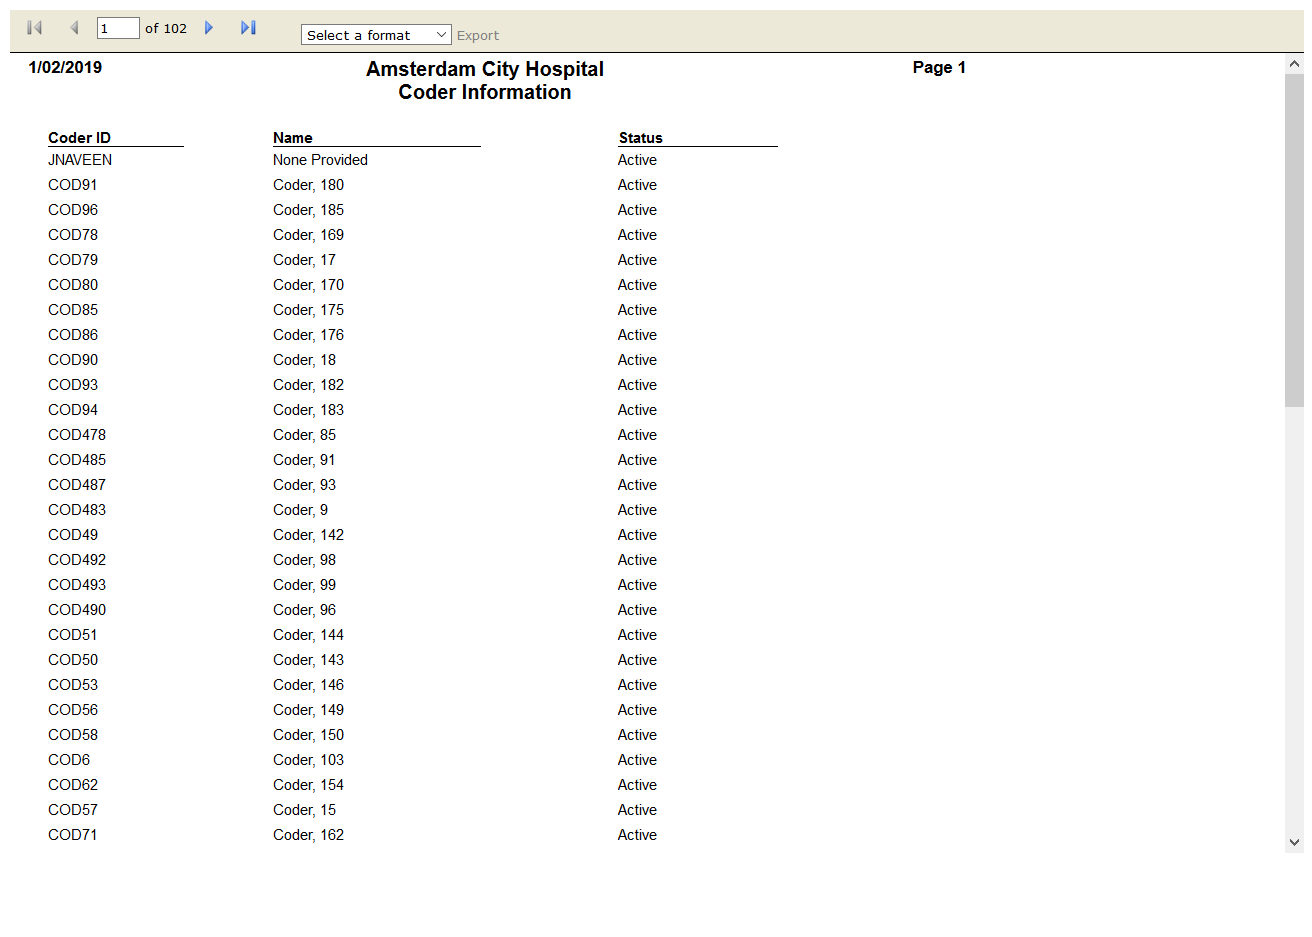 1 of 102 Select a format Export
1/02/2019 Amsterdam City Hospital Page 1
Coder Information
Coder ID Name Status
JNAVEEN None Provided Active
COD91 Coder, 180 Active
COD96 Coder, 185 Active
COD78 Coder, 169 Active
COD79 Coder, 17 Active
COD80 Coder, 170 Active
COD85 Coder, 175 Active
COD86 Coder, 176 Active
COD90 Coder, 18 Active
COD93 Coder, 182 Active
COD94 Coder, 183 Active
COD478 Coder, 85 Active
COD485 Coder, 91 Active
COD487 Coder, 93 Active
COD483 Coder, 9 Active
COD49 Coder, 142 Active
COD492 Coder, 98 Active
COD493 Coder, 99 Active
COD490 Coder, 96 Active
COD51 Coder, 144 Active
COD50 Coder, 143 Active
COD53 Coder, 146 Active
COD56 Coder, 149 Active
COD58 Coder, 150 Active
COD6 Coder, 103 Active
COD62 Coder, 154 Active
COD57 Coder, 15 Active
COD71 Coder, 162 Active